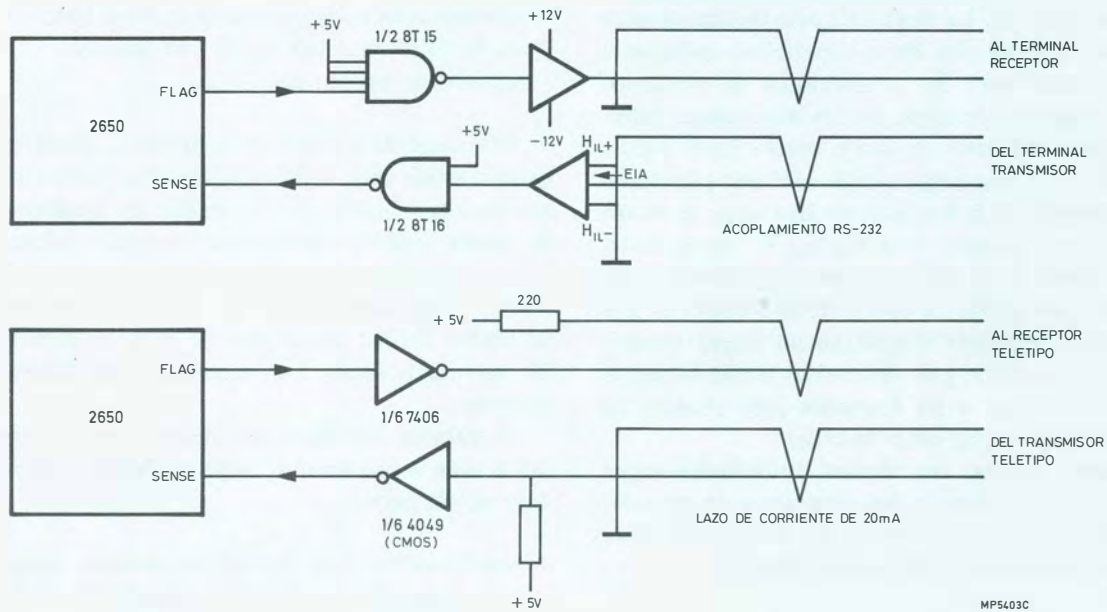 +12V
+5V
1/2 8T15
AL TERMINAL
RECEPTOR
FLAG
2650
-12V
+5V
HIL+
DEL TERMINAL
TRANSMISOR
EIA
SENSE
1/2 8T16
HIL-
ACOPLAMIENTO RS-232
220
+5V
AL RECEPTOR
TELETIPO
FLAG
2650
1/6 7406
DEL TRANSMISOR
TELETIPO
SENSE
1/6 4049
(CMOS)
LAZO DE CORRIENTE DE 20mA
+5V
MP5403C